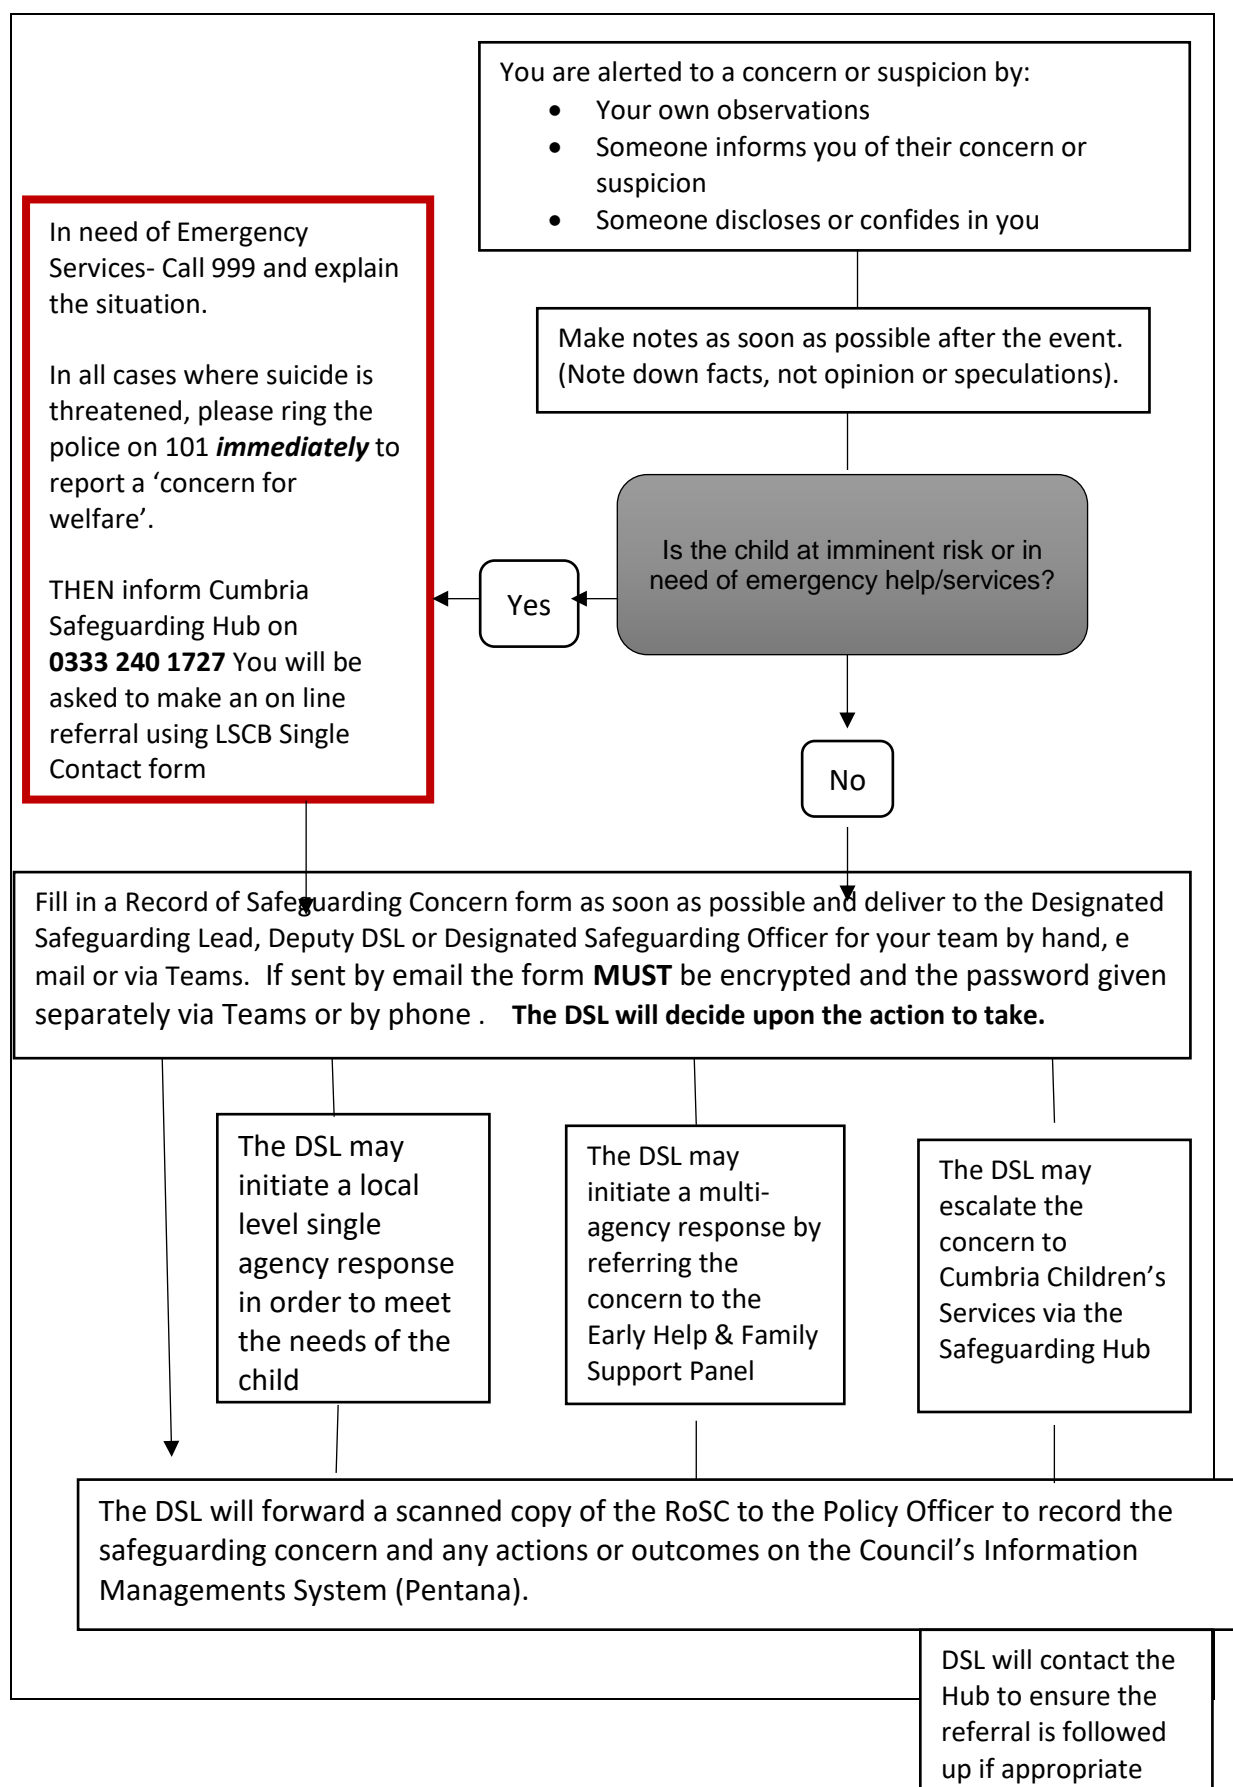 You are alerted to a concern or suspicion by:
• Your own observations
• Someone informs you of their concern or
suspicion
• Someone discloses or confides in you
In need of Emergency
Services- Call 999 and explain
the situation.
In all cases where suicide is
threatened, please ring the
police on 101 immediately to
report a ‘concern for
welfare’.
THEN inform Cumbria
Safeguarding Hub on
0333 240 1727 You will be
asked to make an on line
referral using LSCB Single
Contact form
Make notes as soon as possible after the event.
(Note down facts, not opinion or speculations).
Is the child at imminent risk or in
need of emergency help/services?
Yes
No
Fill in a Record of Safeguarding Concern form as soon as possible and deliver to the Designated
Safeguarding Lead, Deputy DSL or Designated Safeguarding Officer for your team by hand, e
mail or via Teams. If sent by email the form MUST be encrypted and the password given
separately via Teams or by phone . The DSL will decide upon the action to take.
The DSL may
initiate a local
level single
agency response
in order to meet
the needs of the
child
The DSL may
initiate a multi-
agency response by
referring the
concern to the
Early Help & Family
Support Panel
The DSL may
escalate the
concern to
Cumbria Children’s
Services via the
Safeguarding Hub
The DSL will forward a scanned copy of the RoSC to the Policy Officer to record the
safeguarding concern and any actions or outcomes on the Council’s Information
Managements System (Pentana).
DSL will contact the
Hub to ensure the
referral is followed
up if appropriate